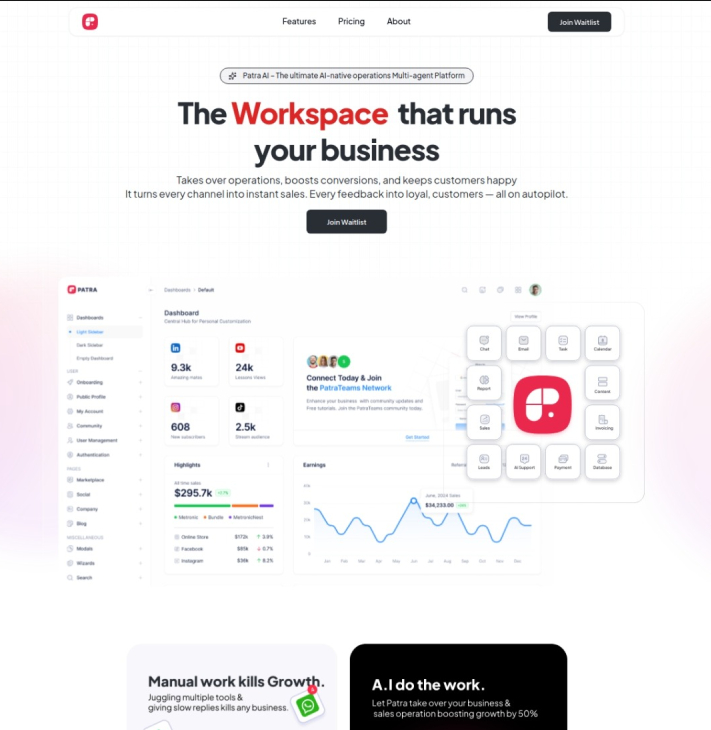 Features Pricing About
Join Waitlist
Patra AI – The ultimate AI-native operations Multi-agent Platform
The Workspace that runs
your business
Takes over operations, boosts conversions, and keeps customers happy
It turns every channel into instant sales. Every feedback into loyal, customers — all on autopilot.
Join Waitlist
PATRA
Dashboards
Light Sidebar
Dark Sidebar
Empty Dashboard
USER
Onboarding
Public Profile
My Account
Community
User Management
Authentication
PAGES
Marketplace
Social
Company
Blog
MISCELLANEOUS
Modals
Wizards
Search
Dashboards Default
Dashboard
Central Hub for Personal Customization
View Profile
9.3k
Amazing mates
24k
Lessons Views
608
New subscribers
2.5k
Stream audience
Connect Today & Join
the PatraTeams Network
Enhance your business with community updates and
Free tutorials. Join the PatraTeams community today.
Get Started
Highlights
All time sales
$295.7k +2.7%
Metronic Bundle MetronicNest
Online Store $172k 3.9%
Facebook $85k 0.7%
Instagram $36k 8.2%
Earnings
June, 2024 Sales
$34,233.00
Jan Feb Mar Apr May Jun Jul Aug Sep Oct Nov Dec
Chat Email Task Calendar
Report Content
Sales Invoicing
Leads AI Support Payment Database
Manual work kills Growth.
Juggling multiple tools &
giving slow replies kills any business.
A.I do the work.
Let Patra take over your business &
sales operation boosting growth by 50%